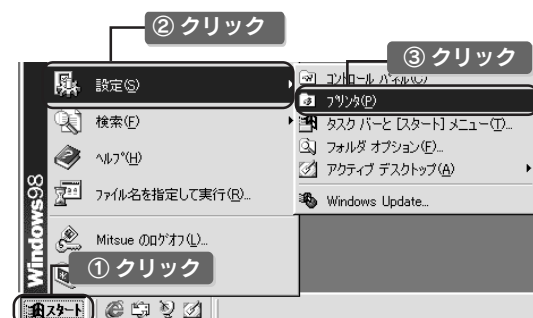 ② クリック
③ クリック
設定(S)
検索(F)
ヘルプ(H)
ファイル名を指定して実行(R)...
Mitsue のログオフ(L)...
① クリック
スタート
Windows98
コントロール パネル(C)
プリンタ(P)
タスク バーと [スタート] メニュー(T)...
フォルダ オプション(F)...
アクティブ デスクトップ(A)
Windows Update...